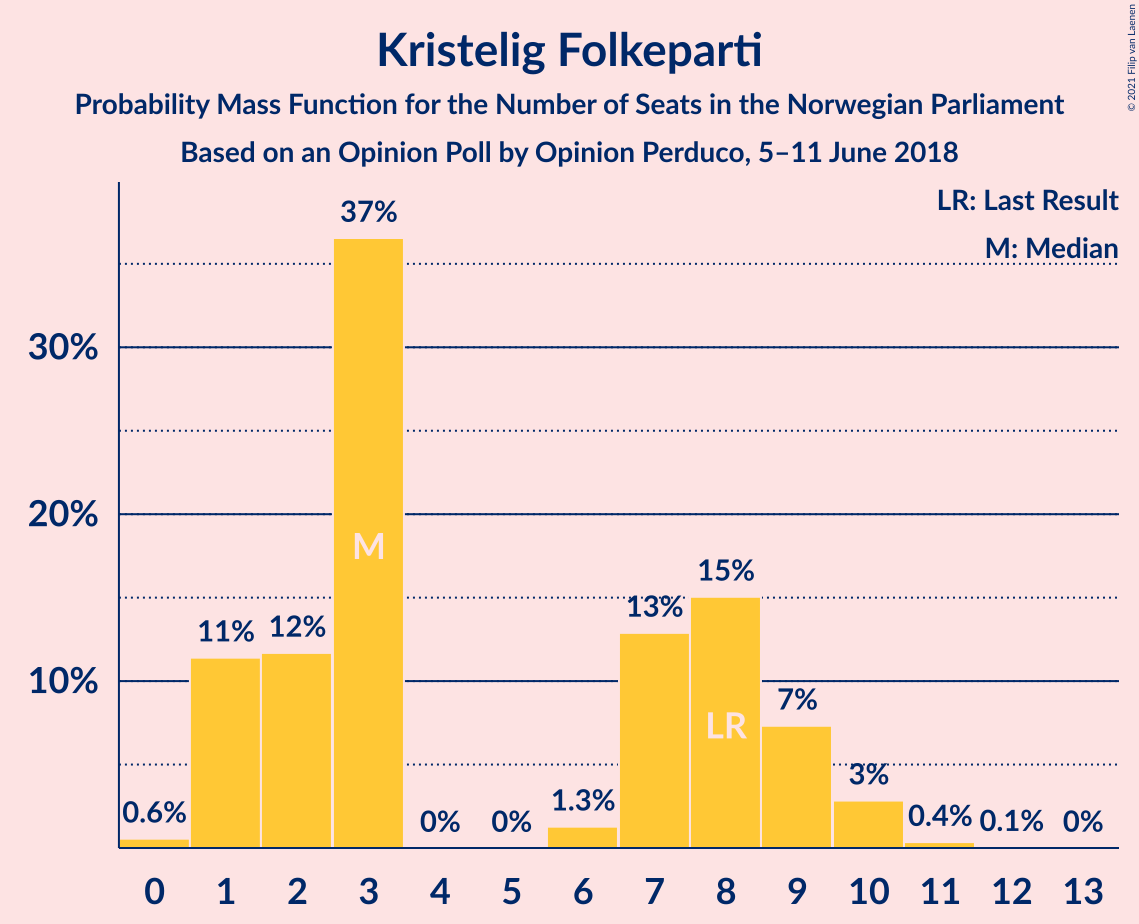 Kristelig Folkeparti
Probability Mass Function for the Number of Seats in the Norwegian Parliament
Based on an Opinion Poll by Opinion Perduco, 5–11 June 2018
© 2021 Filip van Laenen
LR: Last Result
M: Median
37%
30%
20%
10%
M
15%
13%
12%
11%
LR
7%
3%
1.3%
0.6%
0%
0%
0.4%
0.1%
0%
0 1 2 3 4 5 6 7 8 9 10 11 12 13